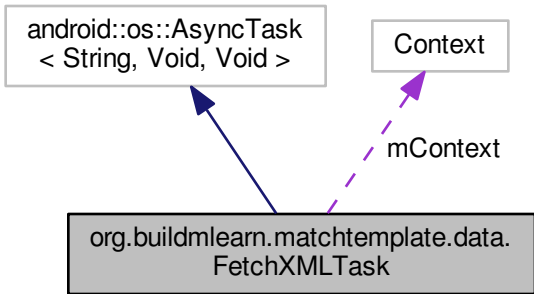 android::os::AsyncTask
< String, Void, Void >
Context
mContext
org.buildmlearn.matchtemplate.data.
FetchXMLTask